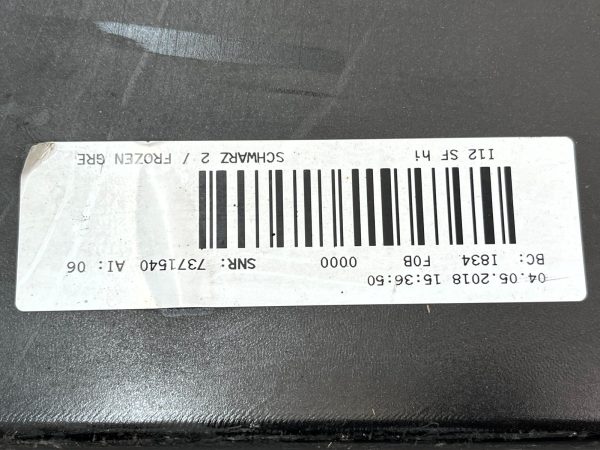 04.05.2018 15:36:50
BC: I834 F0B 0000 SNR: 7371540 AI: 06
I12 SF hi SCHWARZ 2 / FROZEN GRE